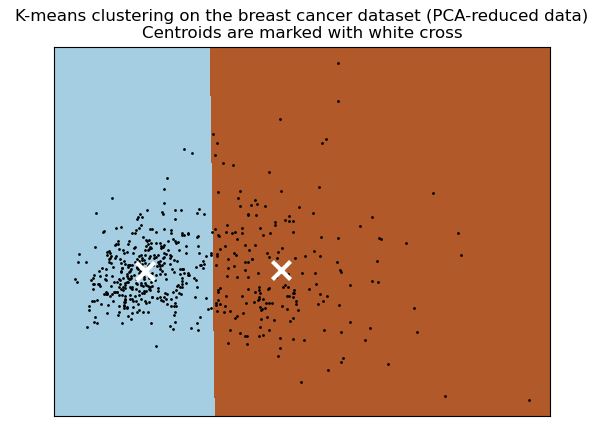 K-means clustering on the breast cancer dataset (PCA-reduced data)
Centroids are marked with white cross